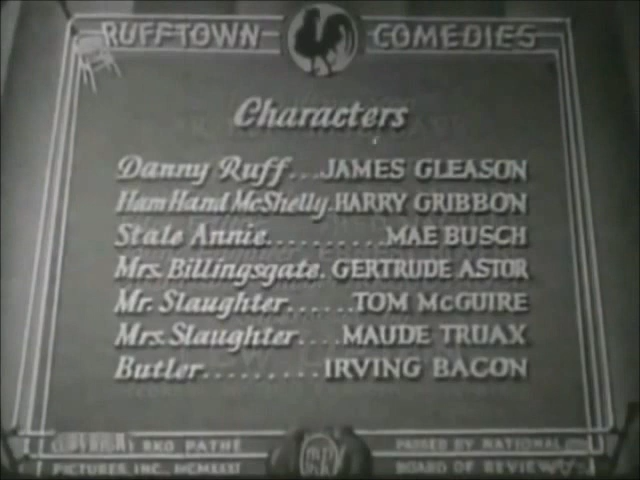 RUFFTOWN COMEDIES
Characters
Danny Ruff...JAMES GLEASON
Ham Hand McShelly.HARRY GRIBBON
Stale Annie..........MAE BUSCH
Mrs. Billingsgate. GERTRUDE ASTOR
Mr. Slaughter......TOM McGUIRE
Mrs. Slaughter....MAUDE TRUAX
Butler.........IRVING BACON
COPYRIGHT RKO PATHE
PICTURES, INC. MCMXXXI
PASSED BY NATIONAL
BOARD OF REVIEW